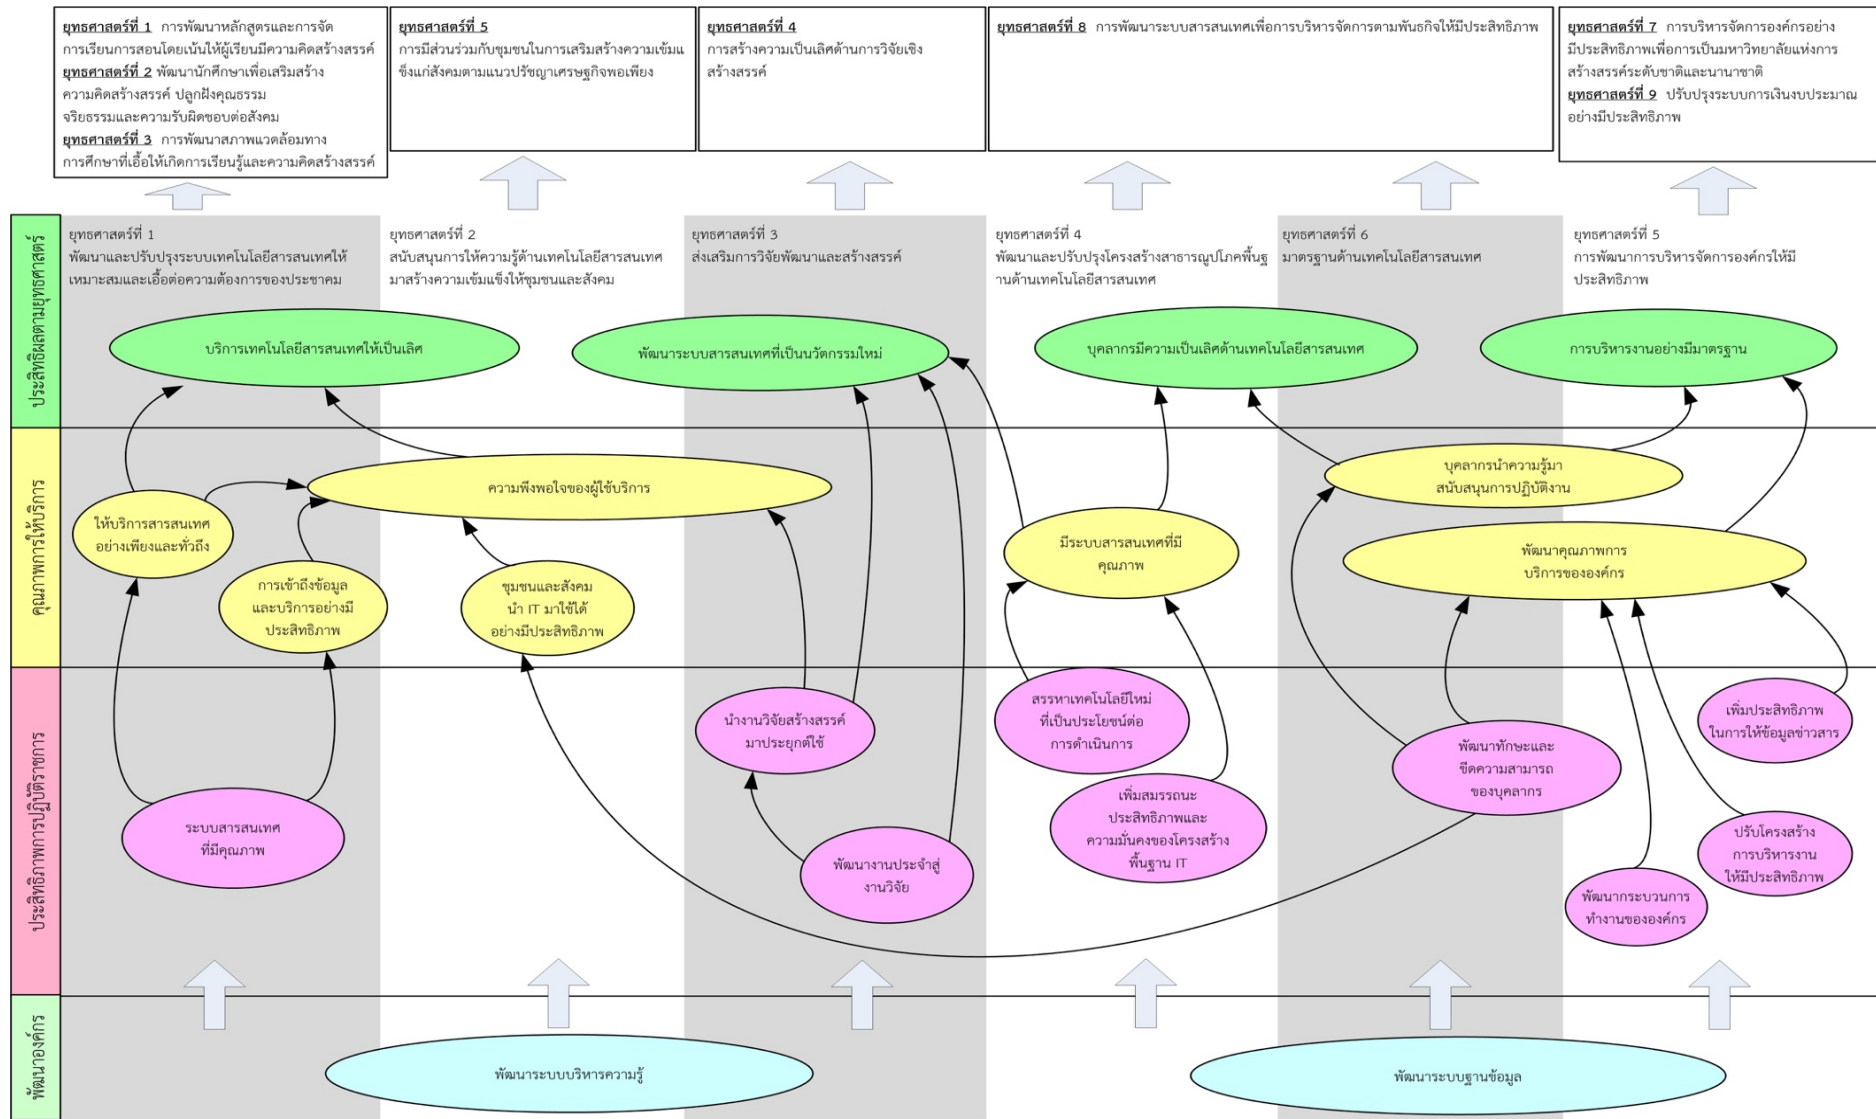 ยุทธศาสตร์ที่ 1 การพัฒนาหลักสูตรและการจัด
การเรียนการสอนโดยเน้นให้ผู้เรียนมีความคิดสร้างสรรค์
ยุทธศาสตร์ที่ 2 พัฒนานักศึกษาเพื่อเสริมสร้าง
ความคิดสร้างสรรค์ ปลูกฝังคุณธรรม
จริยธรรมและความรับผิดชอบต่อสังคม
ยุทธศาสตร์ที่ 3 การพัฒนาสภาพแวดล้อมทาง
การศึกษาที่เอื้อให้เกิดการเรียนรู้และความคิดสร้างสรรค์
ยุทธศาสตร์ที่ 5
การมีส่วนร่วมกับชุมชนในการเสริมสร้างความเข้มแ
ข็งแก่สังคมตามแนวปรัชญาเศรษฐกิจพอเพียง
ยุทธศาสตร์ที่ 4
การสร้างความเป็นเลิศด้านการวิจัยเชิง
สร้างสรรค์
ยุทธศาสตร์ที่ 8 การพัฒนาระบบสารสนเทศเพื่อการบริหารจัดการตามพันธกิจให้มีประสิทธิภาพ
ยุทธศาสตร์ที่ 7 การบริหารจัดการองค์กรอย่าง
มีประสิทธิภาพเพื่อการเป็นมหาวิทยาลัยแห่งการ
สร้างสรรค์ระดับชาติและนานาชาติ
ยุทธศาสตร์ที่ 9 ปรับปรุงระบบการเงินงบประมาณ
อย่างมีประสิทธิภาพ
ประสิทธิผลตามยุทธศาสตร์
ยุทธศาสตร์ที่ 1
พัฒนาและปรับปรุงระบบเทคโนโลยีสารสนเทศให้
เหมาะสมและเอื้อต่อความต้องการของประชาคม
ยุทธศาสตร์ที่ 2
สนับสนุนการให้ความรู้ด้านเทคโนโลยีสารสนเทศ
มาสร้างความเข้มแข็งให้ชุมชนและสังคม
ยุทธศาสตร์ที่ 3
ส่งเสริมการวิจัยพัฒนาและสร้างสรรค์
ยุทธศาสตร์ที่ 4
พัฒนาและปรับปรุงโครงสร้างสาธารณูปโภคพื้นฐ
านด้านเทคโนโลยีสารสนเทศ
ยุทธศาสตร์ที่ 6
มาตรฐานด้านเทคโนโลยีสารสนเทศ
ยุทธศาสตร์ที่ 5
การพัฒนาการบริหารจัดการองค์กรให้มี
ประสิทธิภาพ
บริการเทคโนโลยีสารสนเทศให้เป็นเลิศ
พัฒนาระบบสารสนเทศที่เป็นนวัตกรรมใหม่
บุคลากรมีความเป็นเลิศด้านเทคโนโลยีสารสนเทศ
การบริหารงานอย่างมีมาตรฐาน
คุณภาพการให้บริการ
ความพึงพอใจของผู้ใช้บริการ
บุคลากรนำความรู้มา
สนับสนุนการปฏิบัติงาน
ให้บริการสารสนเทศ
อย่างเพียงและทั่วถึง
มีระบบสารสนเทศที่มี
คุณภาพ
พัฒนาคุณภาพการ
บริการขององค์กร
การเข้าถึงข้อมูล
และบริการอย่างมี
ประสิทธิภาพ
ชุมชนและสังคม
นำ IT มาใช้ได้
อย่างมีประสิทธิภาพ
ประสิทธิภาพการปฏิบัติราชการ
นำงานวิจัยสร้างสรรค์
มาประยุกต์ใช้
สรรหาเทคโนโลยีใหม่
ที่เป็นประโยชน์ต่อ
การดำเนินการ
เพิ่มประสิทธิภาพ
ในการให้ข้อมูลข่าวสาร
พัฒนาทักษะและ
ขีดความสามารถ
ของบุคลากร
ระบบสารสนเทศ
ที่มีคุณภาพ
เพิ่มสมรรถนะ
ประสิทธิภาพและ
ความมั่นคงของโครงสร้าง
พื้นฐาน IT
ปรับโครงสร้าง
การบริหารงาน
ให้มีประสิทธิภาพ
พัฒนางานประจำสู่
งานวิจัย
พัฒนากระบวนการ
ทำงานขององค์กร
พัฒนาองค์กร
พัฒนาระบบบริหารความรู้
พัฒนาระบบฐานข้อมูล